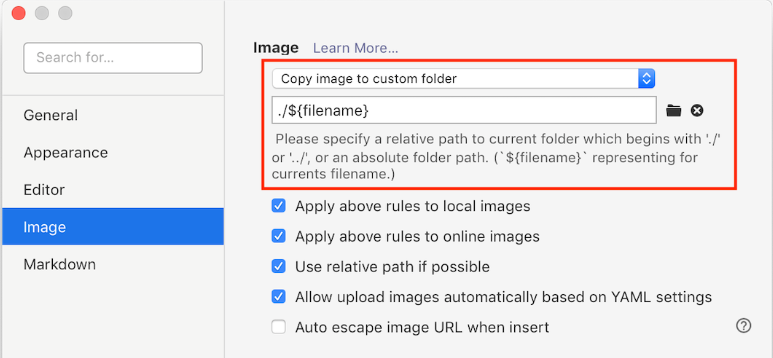 Search for...
General
Appearance
Editor
Image
Markdown
Image Learn More...
Copy image to custom folder
./${filename}
Please specify a relative path to current folder which begins with './'
or '../', or an absolute folder path. (`${filename}` representing for
currents filename.)
Apply above rules to local images
Apply above rules to online images
Use relative path if possible
Allow upload images automatically based on YAML settings
Auto escape image URL when insert
?